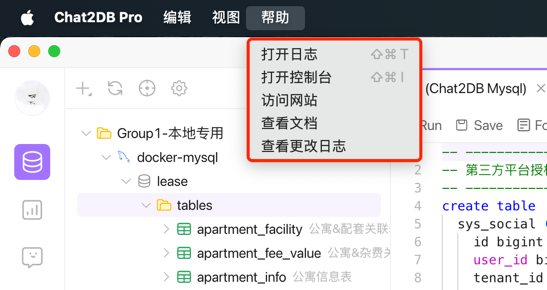 Chat2DB Pro 编辑 视图 帮助
打开日志 ⇧⌘T
打开控制台 ⇧⌘I
访问网站
查看文档
查看更改日志
(Chat2DB Mysql)
Run Save Fo
Group1-本地专用
docker-mysql
lease
tables
apartment_facility 公寓&配套关联
apartment_fee_value 公寓&杂费关
apartment_info 公寓信息表
1 -- ------------
2 -- 第三方平台授权
3 -- ------------
4 create table
5 sys_social (
6 id bigint
7 user_id bi
8 tenant_id